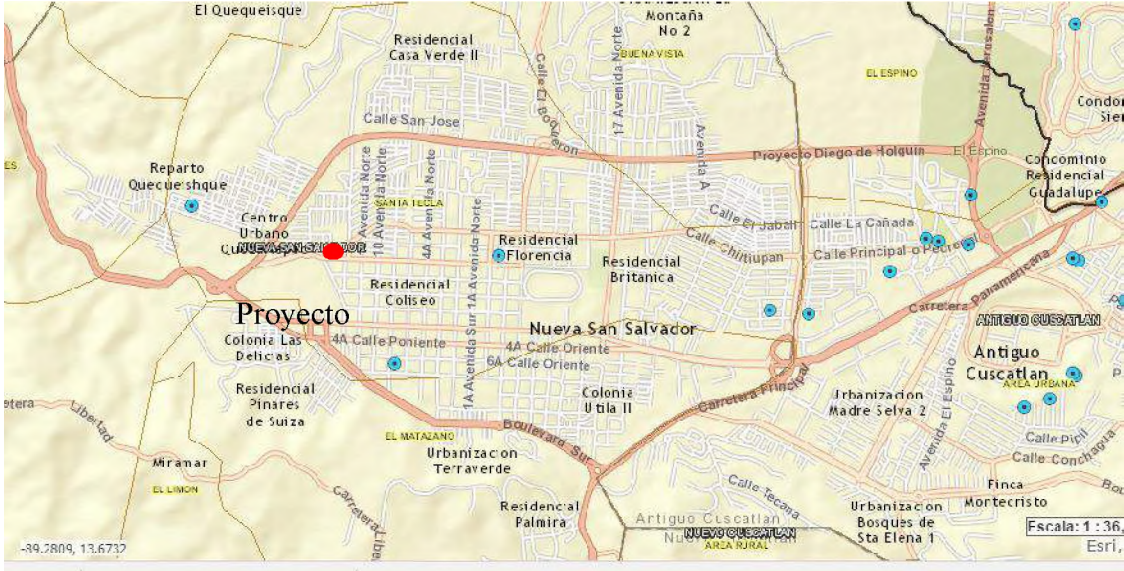 El Quequeisque
Montaña
No 2
Residencial
Casa Verde II
BUENAVISTA
EL ESPINO
Avenida Jerusalen
Calle El Boqueron
17 Avenida Norte
Calle San Jose
Avenida A
Proyecto Diego de Holguin
El Espino
Condominio
Residencial
Guadalupe
Reparto
Quequeishque
Avenida Norte
10 Avenida Norte
4A Avenida Norte
1A Avenida Norte
SANTA TECLA
Centro
Urbano
NUEVA SAN SALVADOR
Calle El Jabali
Calle La Cañada
Calle Chiltiupan
Calle Principal o Pedregal
Residencial
Florencia
Residencial
Britanica
Residencial
Coliseo
Carretera Panamericana
Proyecto
Nueva San Salvador
ANTIGUO CUSCATLAN
Colonia Las
Delicias
4A Calle Poniente
4A Calle Oriente
6A Calle Oriente
1A Avenida Sur
Antiguo
Cuscatlan
AREA URBANA
Residencial
Pinares
de Suiza
Colonia
Utila II
Carretera Principal
Urbanizacion
Madre Selva 2
Avenida El Espino
Libertad
EL MATAZANO
Boulevard Sur
Urbanizacion
Terraverde
Calle Pipil
Calle Conchagua
Miramar
EL LIMON
Carretera
Residencial
Palmira
Calle Tecana
Finca
Montecristo
Urbanizacion
Bosques de
Sta Elena 1
Antiguo Cuscatlan
NUEVO CUSCATLAN
AREA RURAL
Escala: 1 : 36,
Esri,
-89.2809, 13.6732